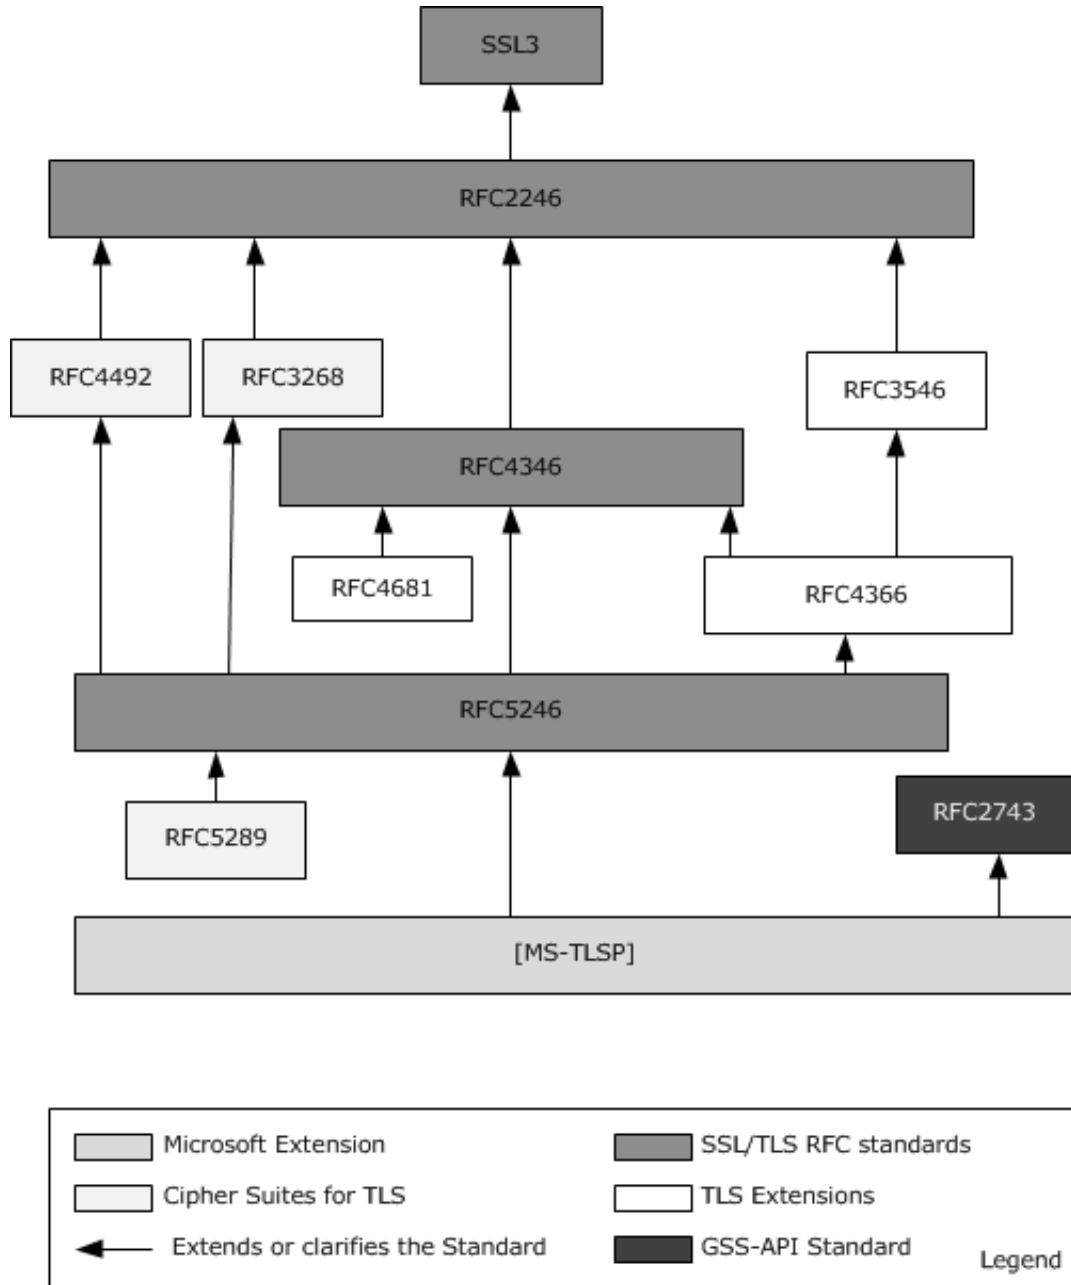 SSL3
RFC2246
RFC4492
RFC3268
RFC3546
RFC4346
RFC4681
RFC4366
RFC5246
RFC2743
RFC5289
[MS-TLSP]
Microsoft Extension
SSL/TLS RFC standards
Cipher Suites for TLS
TLS Extensions
Extends or clarifies the Standard
GSS-API Standard
Legend